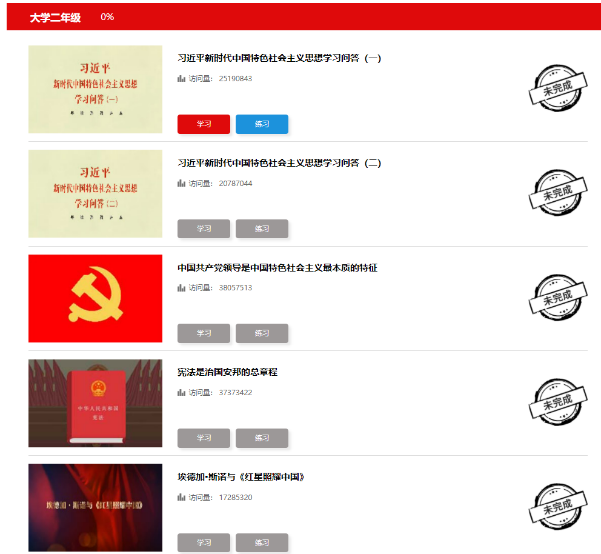 大学二年级 0%
习近平
新时代中国特色社会主义思想
学习问答(一)
习近平新时代中国特色社会主义思想学习问答（一）
访问量： 25190843
学习 练习
未完成
习近平
新时代中国特色社会主义思想
学习问答(二)
习近平新时代中国特色社会主义思想学习问答（二）
访问量： 20787044
学习 练习
未完成
中国共产党领导是中国特色社会主义最本质的特征
访问量： 38057513
学习 练习
未完成
中华人民共和国
宪法
宪法是治国安邦的总章程
访问量： 37373422
学习 练习
未完成
埃德加·斯诺与《红星照耀中国》
埃德加·斯诺与《红星照耀中国》
访问量： 17285320
学习 练习
未完成